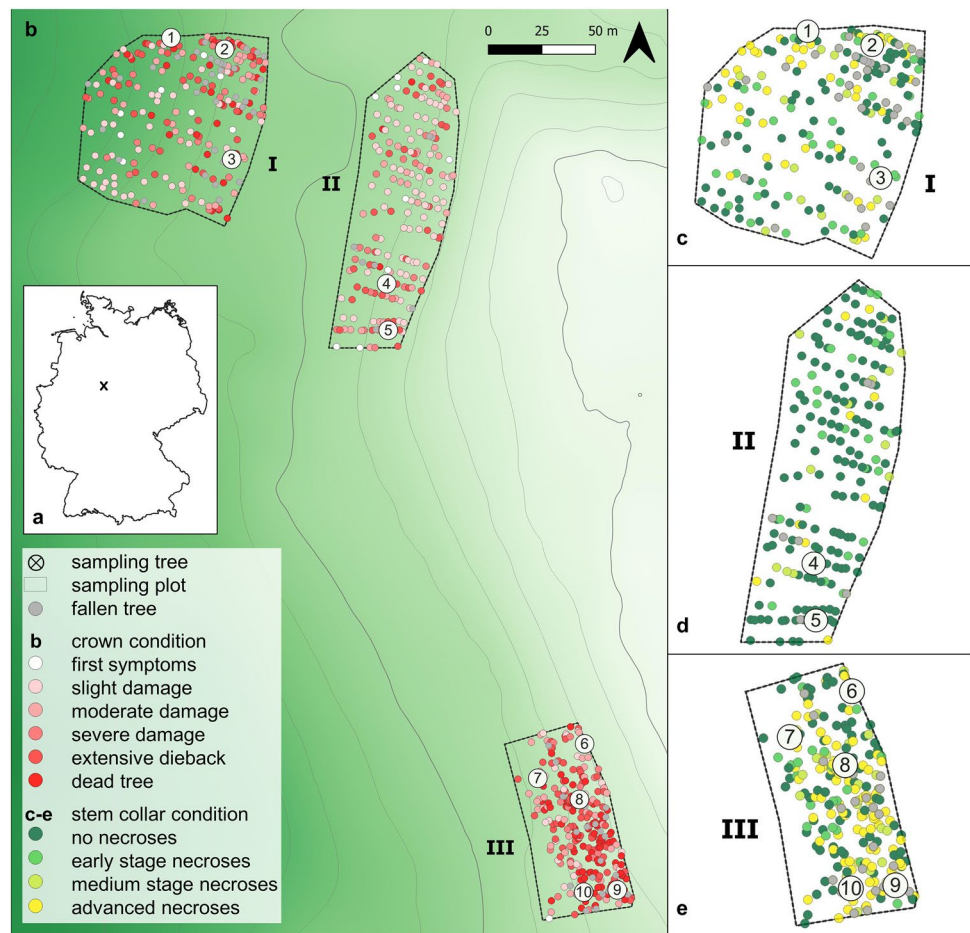 b
0 25 50 m
1
2
3
I
II
4
5
x
a
sampling tree
sampling plot
fallen tree
b crown condition
first symptoms
slight damage
moderate damage
severe damage
extensive dieback
dead tree
c-e stem collar condition
no necroses
early stage necroses
medium stage necroses
advanced necroses
6
7
8
III
10 9
1
2
3
I
c
II
4
5
d
6
7
8
III
10 9
e